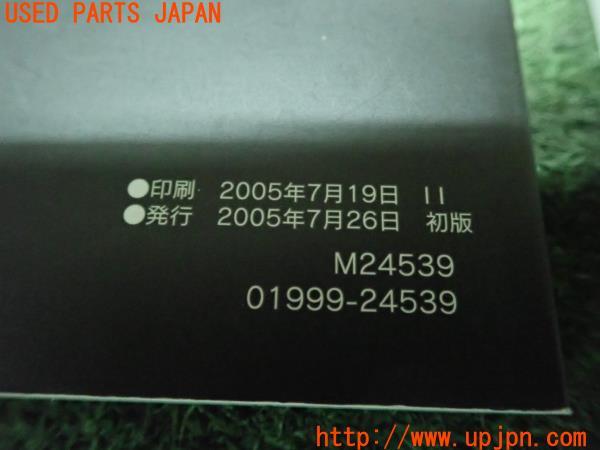 USED PARTS JAPAN
●印刷 2005年7月19日 II
●発行 2005年7月26日 初版
M24539
01999-24539
http://www.upjpn.com/